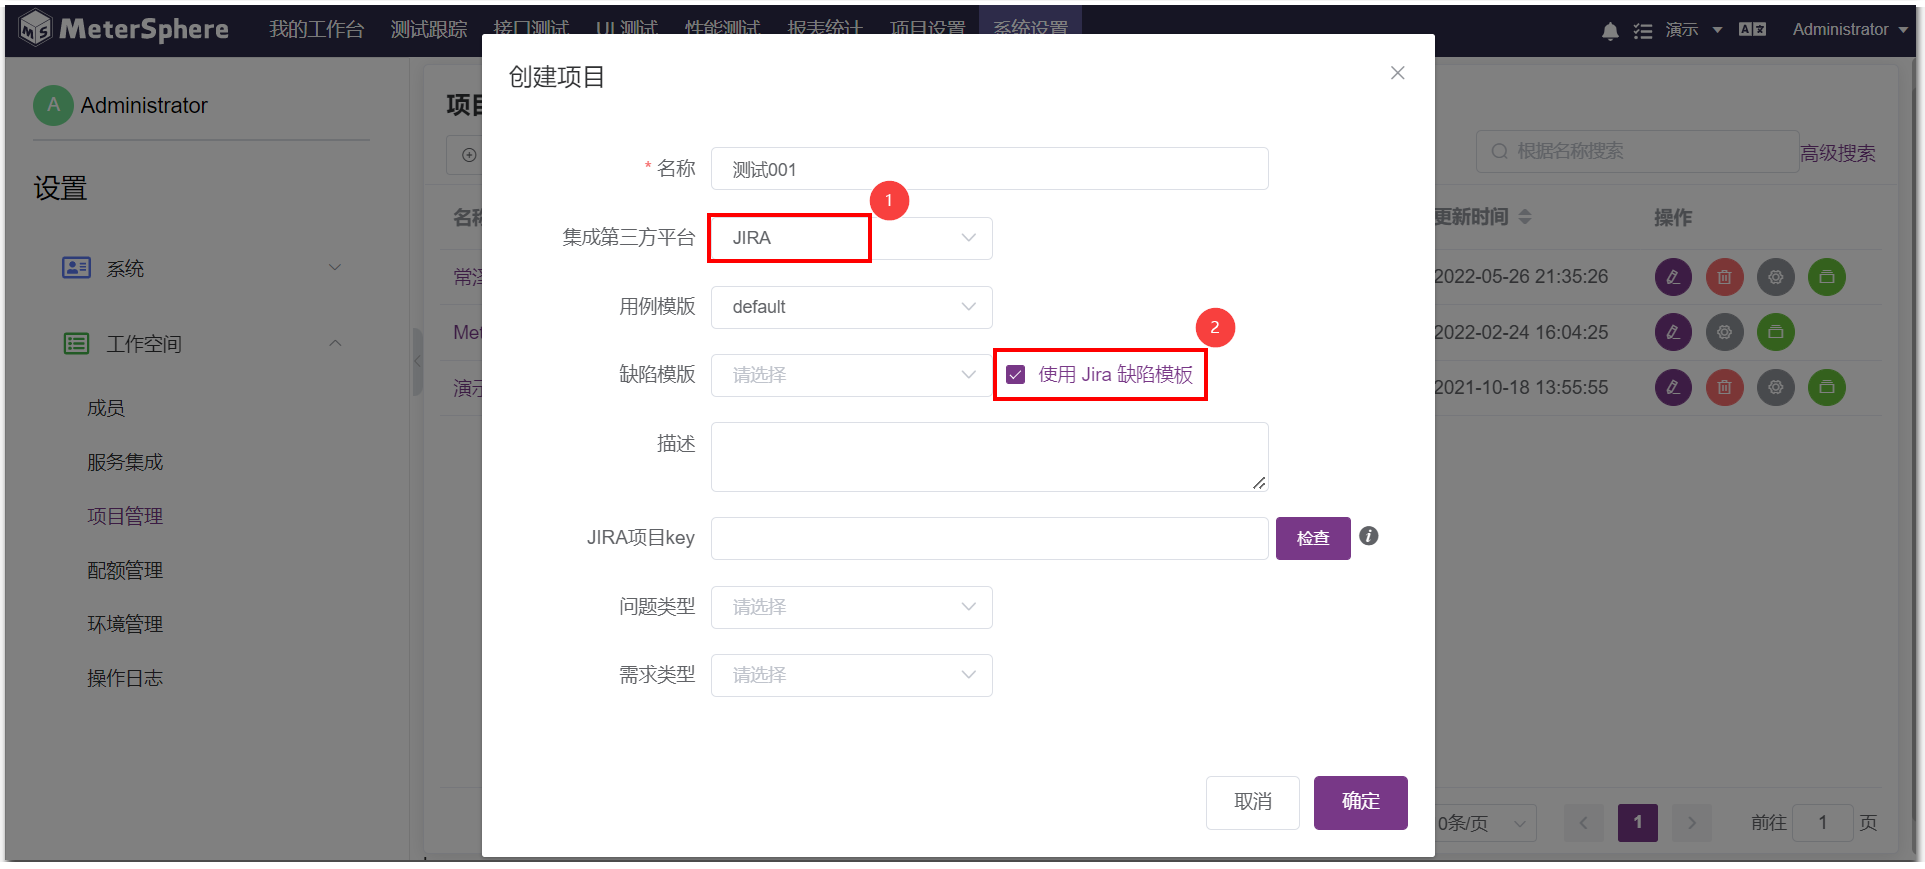 MeterSphere 我的工作台 测试跟踪 接口测试 UI 测试 性能测试 报表统计 项目设置 系统设置 演示 Administrator
A Administrator
设置
系统
工作空间
成员
服务集成
项目管理
配额管理
环境管理
操作日志
创建项目
* 名称 测试001
1
集成第三方平台 JIRA
用例模版 default
2
缺陷模版 请选择 使用 Jira 缺陷模板
描述
JIRA项目key 检查
问题类型 请选择
需求类型 请选择
取消 确定
根据名称搜索 高级搜索
更新时间 操作
2022-05-26 21:35:26
2022-02-24 16:04:25
2021-10-18 13:55:55
0条/页 1 前往 1 页